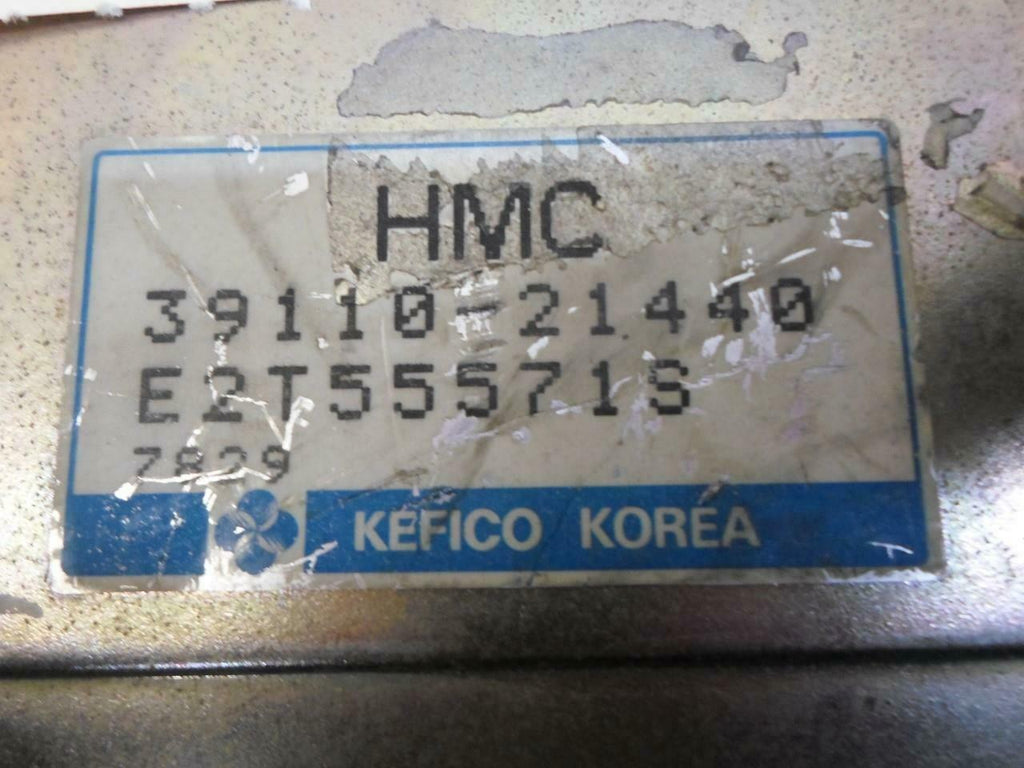 HMC
39110-21440
E2T55571S
7829
KEFICO KOREA